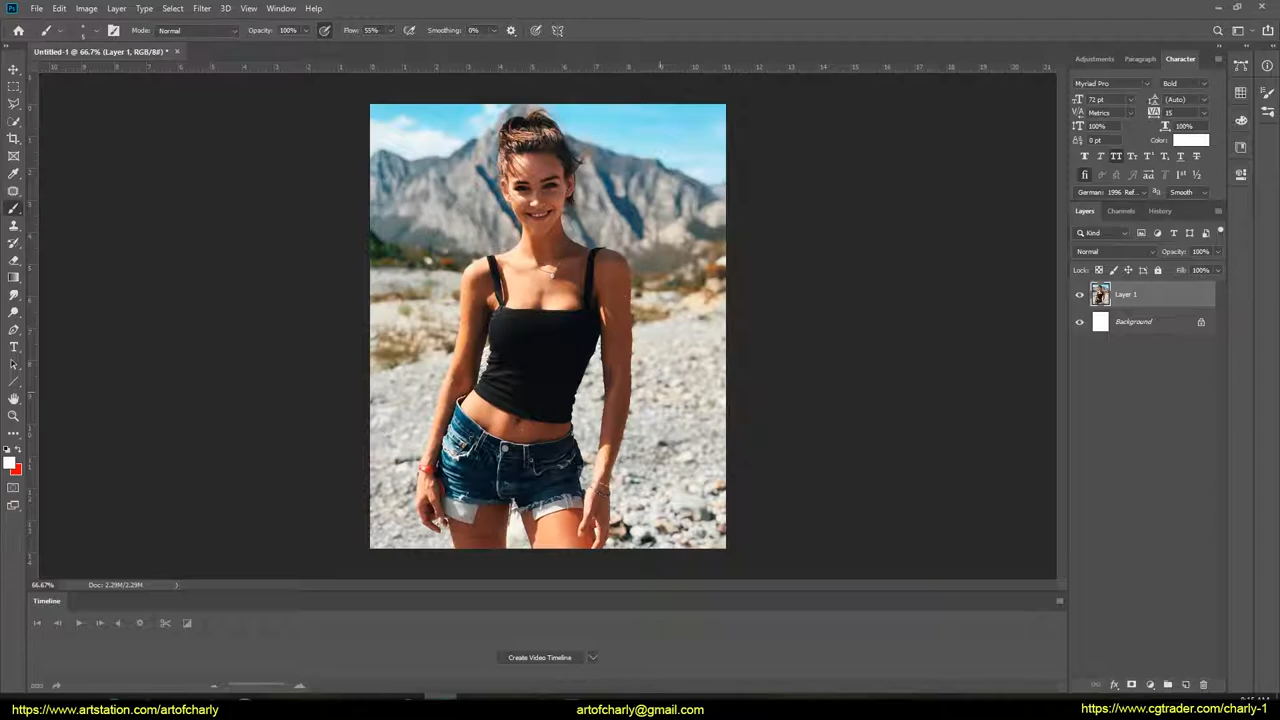 File Edit Image Layer Type Select Filter 3D View Window Help
Mode: Normal Opacity: 100% Flow: 55% Smoothing: 0%
Untitled-1 @ 66.7% (Layer 1, RGB/8#) *
Adjustments Paragraph Character
Myriad Pro Bold
72 pt (Auto)
Metrics 15
100% 100%
0 pt Color:
German: 1996 Ref... Smooth
Layers Channels History
Kind
Normal Opacity: 100%
Lock: Fill: 100%
Layer 1
Background
66.67% Doc: 2.29M/2.29M
Timeline
Create Video Timeline
https://www.artstation.com/artofcharly artofcharly@gmail.com https://www.cgtrader.com/charly-1